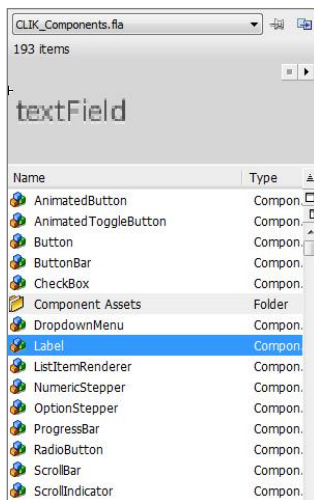 CLIK_Components.fla
193 items
textField
Name Type
AnimatedButton Compon.
AnimatedToggleButton Compon.
Button Compon.
ButtonBar Compon.
CheckBox Compon.
Component Assets Folder
DropdownMenu Compon.
Label Compon.
ListItemRenderer Compon.
NumericStepper Compon.
OptionStepper Compon.
ProgressBar Compon.
RadioButton Compon.
ScrollBar Compon.
ScrollIndicator Compon.